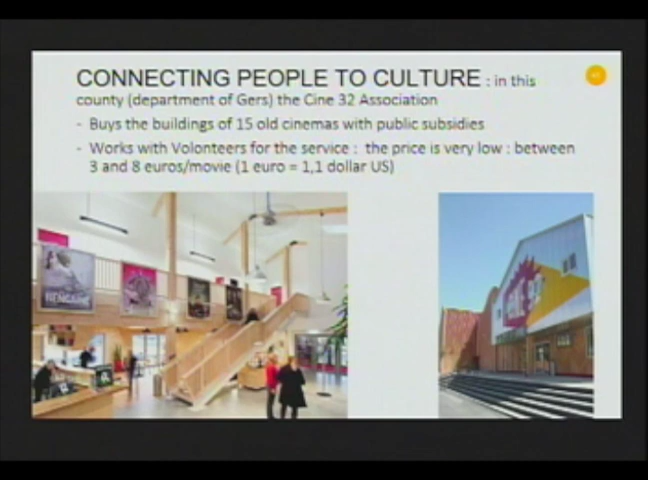 CONNECTING PEOPLE TO CULTURE : in this
county (department of Gers) the Cine 32 Association
- Buys the buildings of 15 old cinemas with public subsidies
- Works with Volunteers for the service : the price is very low : between
3 and 8 euros/movie (1 euro = 1,1 dollar US)